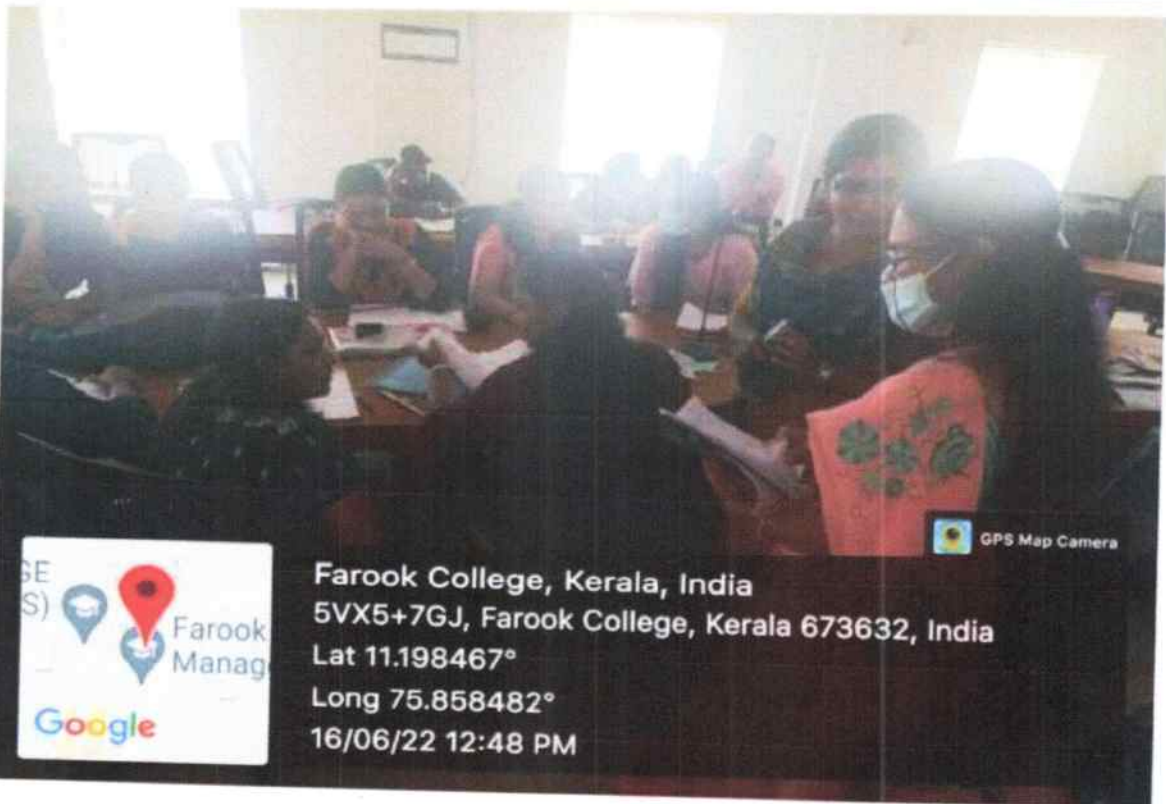 GPS Map Camera
Farook College, Kerala, India
5VX5+7GJ, Farook College, Kerala 673632, India
Lat 11.198467°
Long 75.858482°
16/06/22 12:48 PM
GE
S)
Farook
Manag
Google